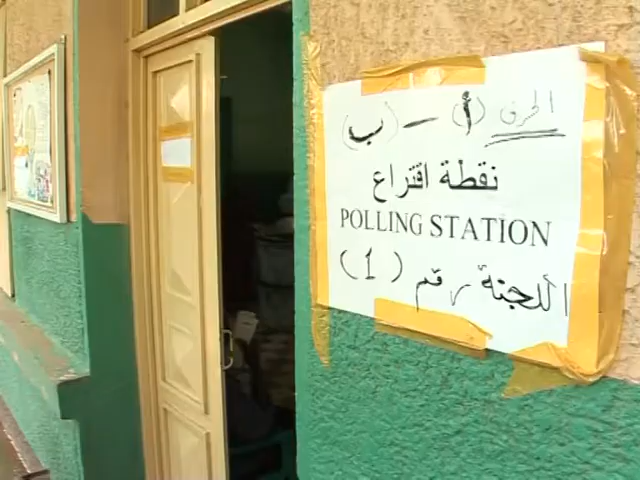 الحرف (أ) - (ب)
نقطة اقتراع
POLLING STATION
اللجنة رقم (1)